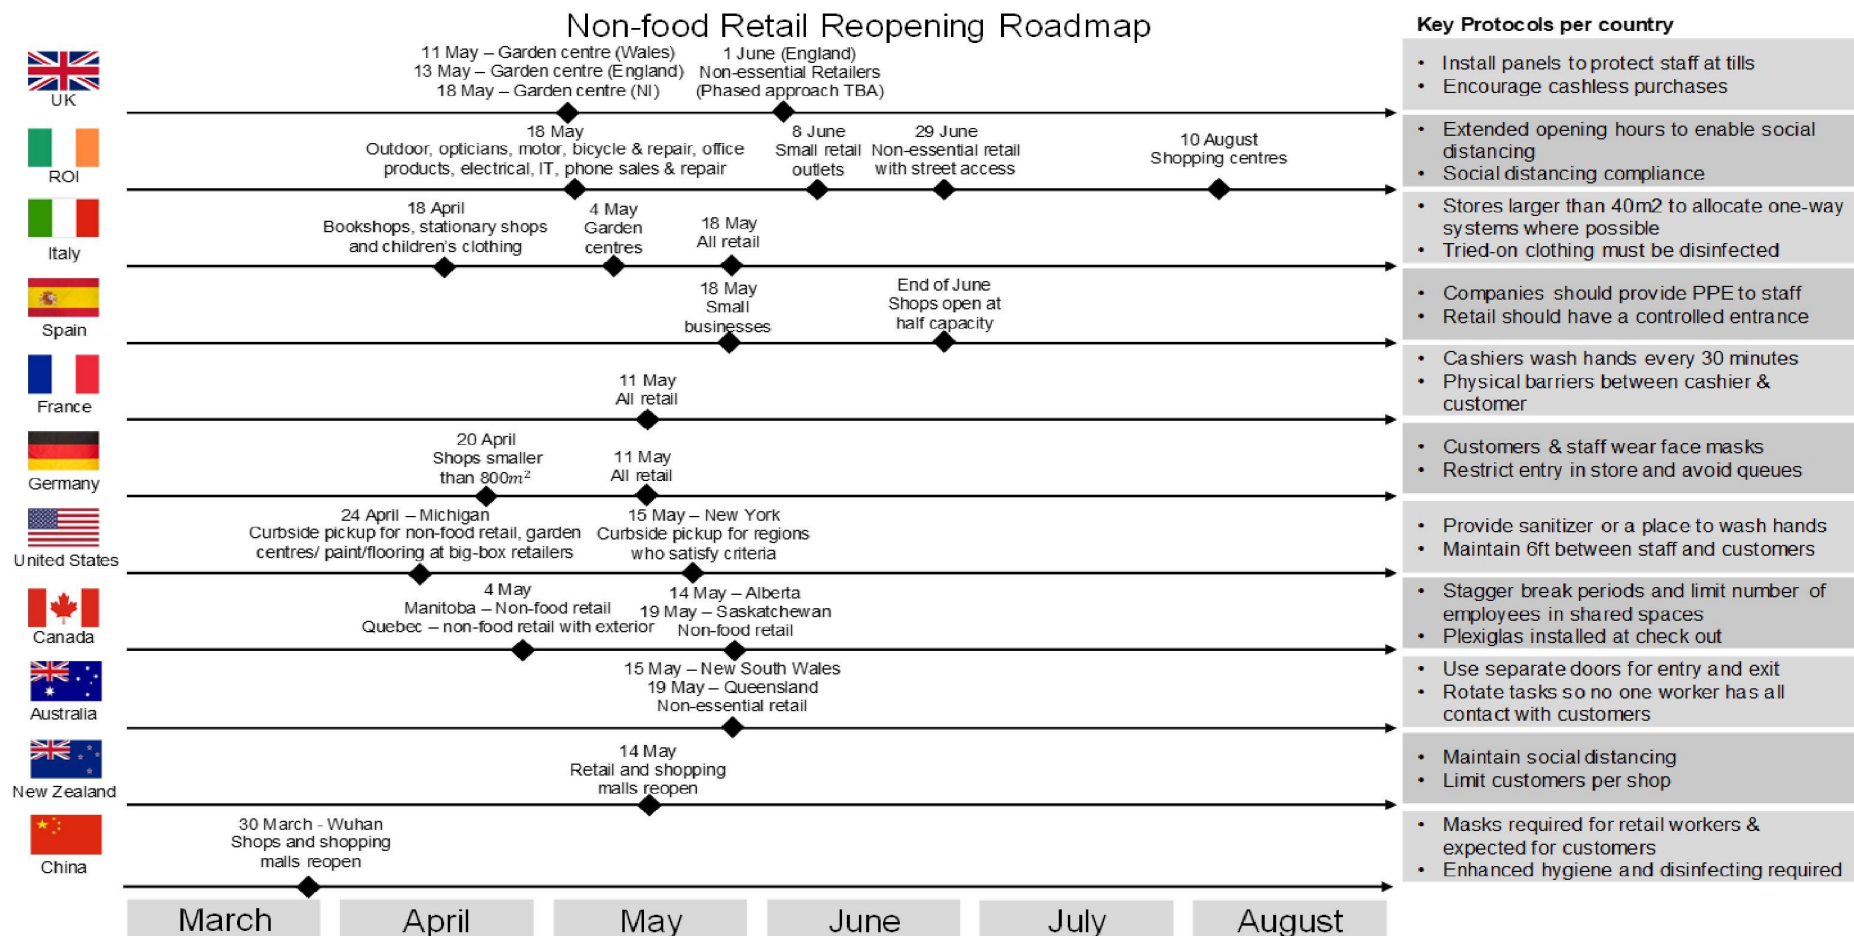 Non-food Retail Reopening Roadmap
Key Protocols per country
UK
11 May – Garden centre (Wales)
13 May – Garden centre (England)
18 May – Garden centre (NI)
1 June (England)
Non-essential Retailers
(Phased approach TBA)
• Install panels to protect staff at tills
• Encourage cashless purchases
ROI
18 May
Outdoor, opticians, motor, bicycle & repair, office
products, electrical, IT, phone sales & repair
8 June
Small retail
outlets
29 June
Non-essential retail
with street access
10 August
Shopping centres
• Extended opening hours to enable social
distancing
• Social distancing compliance
Italy
18 April
Bookshops, stationary shops
and children's clothing
4 May
Garden
centres
18 May
All retail
• Stores larger than 40m2 to allocate one-way
systems where possible
• Tried-on clothing must be disinfected
Spain
18 May
Small
businesses
End of June
Shops open at
half capacity
• Companies should provide PPE to staff
• Retail should have a controlled entrance
France
11 May
All retail
• Cashiers wash hands every 30 minutes
• Physical barriers between cashier &
customer
Germany
20 April
Shops smaller
than 800m²
11 May
All retail
• Customers & staff wear face masks
• Restrict entry in store and avoid queues
United States
24 April – Michigan
Curbside pickup for non-food retail, garden
centres/ paint/flooring at big-box retailers
15 May – New York
Curbside pickup for regions
who satisfy criteria
• Provide sanitizer or a place to wash hands
• Maintain 6ft between staff and customers
Canada
4 May
Manitoba – Non-food retail
Quebec – non-food retail with exterior
14 May – Alberta
19 May – Saskatchewan
Non-food retail
• Stagger break periods and limit number of
employees in shared spaces
• Plexiglas installed at check out
Australia
15 May – New South Wales
19 May – Queensland
Non-essential retail
• Use separate doors for entry and exit
• Rotate tasks so no one worker has all
contact with customers
New Zealand
14 May
Retail and shopping
malls reopen
• Maintain social distancing
• Limit customers per shop
China
30 March - Wuhan
Shops and shopping
malls reopen
• Masks required for retail workers &
expected for customers
• Enhanced hygiene and disinfecting required
March
April
May
June
July
August